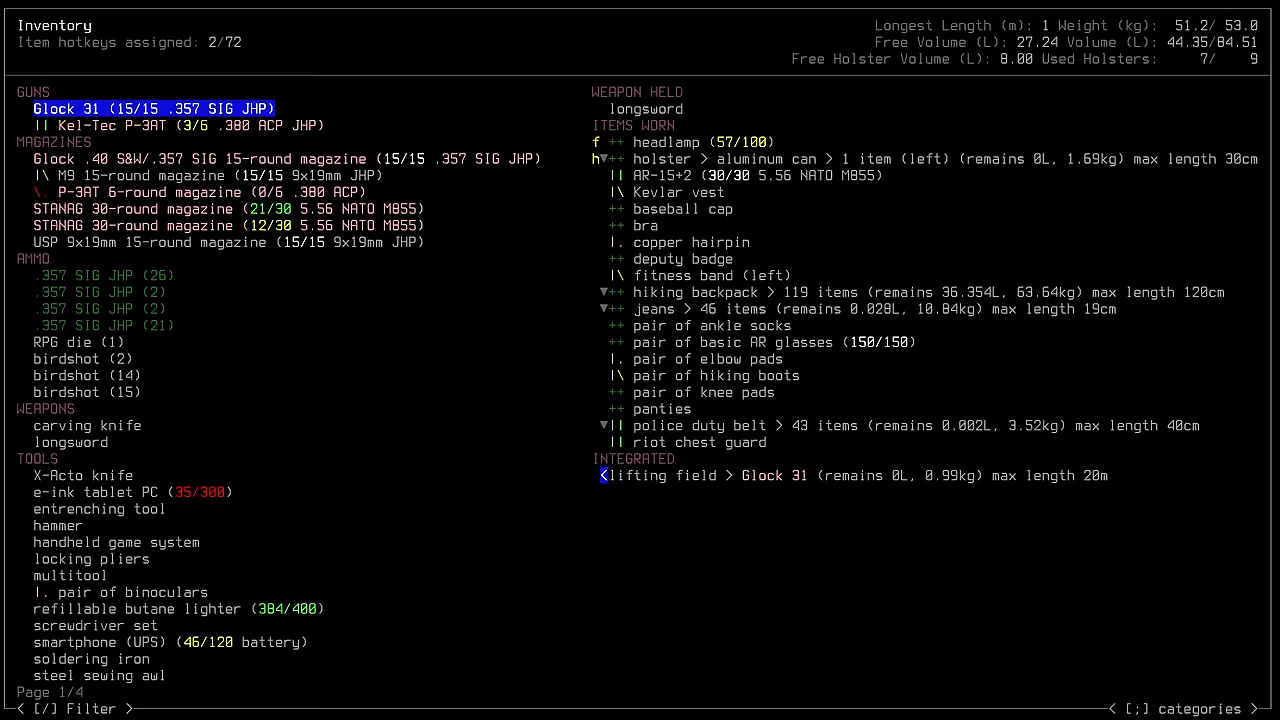 Inventory
Item hotkeys assigned: 2/72
Longest Length (m): 1 Weight (kg): 51.2/ 53.0
Free Volume (L): 27.24 Volume (L): 44.35/84.51
Free Holster Volume (L): 8.00 Used Holsters: 7/ 9
GUNS
Glock 31 (15/15 .357 SIG JHP)
|| Kel-Tec P-3AT (3/6 .380 ACP JHP)
MAGAZINES
Glock .40 S&W/.357 SIG 15-round magazine (15/15 .357 SIG JHP)
|\ M9 15-round magazine (15/15 9x19mm JHP)
\. P-3AT 6-round magazine (0/6 .380 ACP)
STANAG 30-round magazine (21/30 5.56 NATO M855)
STANAG 30-round magazine (12/30 5.56 NATO M855)
USP 9x19mm 15-round magazine (15/15 9x19mm JHP)
AMMO
.357 SIG JHP (26)
.357 SIG JHP (2)
.357 SIG JHP (2)
.357 SIG JHP (21)
RPG die (1)
birdshot (2)
birdshot (14)
birdshot (15)
WEAPONS
carving knife
longsword
TOOLS
X-Acto knife
e-ink tablet PC (35/300)
entrenching tool
hammer
handheld game system
locking pliers
multitool
|. pair of binoculars
refillable butane lighter (384/400)
screwdriver set
smartphone (UPS) (46/120 battery)
soldering iron
steel sewing awl
Page 1/4
< [/] Filter >
WEAPON HELD
longsword
ITEMS WORN
f ++ headlamp (57/100)
h▼++ holster > aluminum can > 1 item (left) (remains 0L, 1.69kg) max length 30cm
|| AR-15+2 (30/30 5.56 NATO M855)
|\ Kevlar vest
++ baseball cap
++ bra
|. copper hairpin
++ deputy badge
|\ fitness band (left)
▼++ hiking backpack > 119 items (remains 36.354L, 63.64kg) max length 120cm
▼++ jeans > 46 items (remains 0.028L, 10.84kg) max length 19cm
++ pair of ankle socks
++ pair of basic AR glasses (150/150)
|. pair of elbow pads
|\ pair of hiking boots
++ pair of knee pads
++ panties
▼|| police duty belt > 43 items (remains 0.002L, 3.52kg) max length 40cm
|| riot chest guard
INTEGRATED
<lifting field > Glock 31 (remains 0L, 0.99kg) max length 20m
< [;] categories >